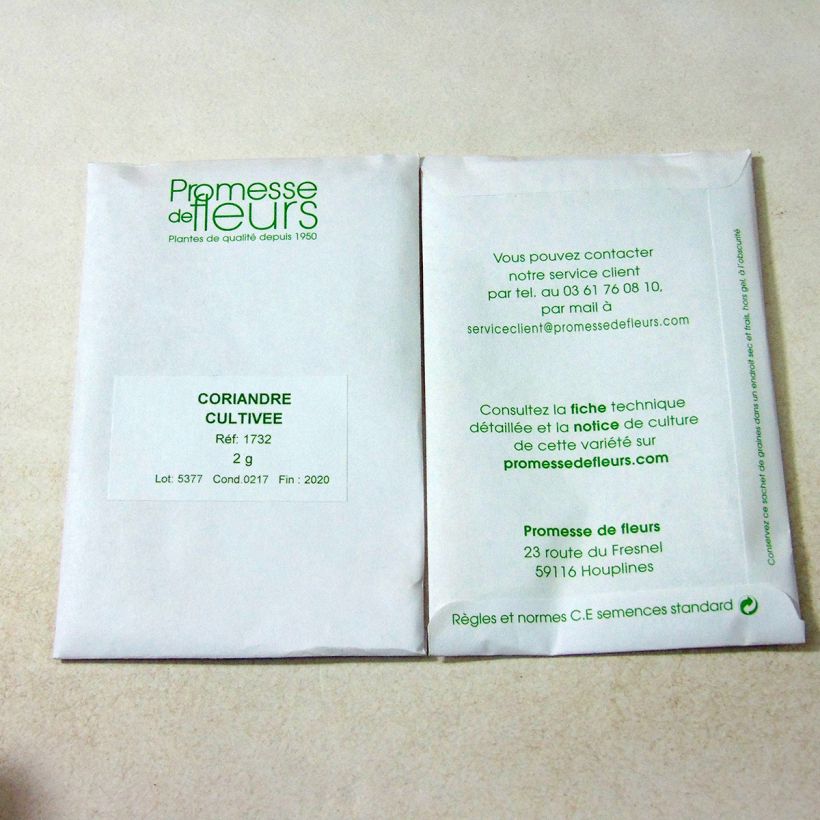 Promesse
de fleurs
Plantes de qualité depuis 1950
CORIANDRE
CULTIVEE
Réf: 1732
2 g
Lot: 5377 Cond.0217 Fin : 2020
Vous pouvez contacter
notre service client
par tel. au 03 61 76 08 10,
par mail à
serviceclient@promessedefleurs.com
Consultez la fiche technique
détaillée et la notice de culture
de cette variété sur
promessedefleurs.com
Promesse de fleurs
23 route du Fresnel
59116 Houplines
Règles et normes C.E semences standard
Conservez ce sachet de graines dans un endroit sec et frais, hors gel, à l'obscurité